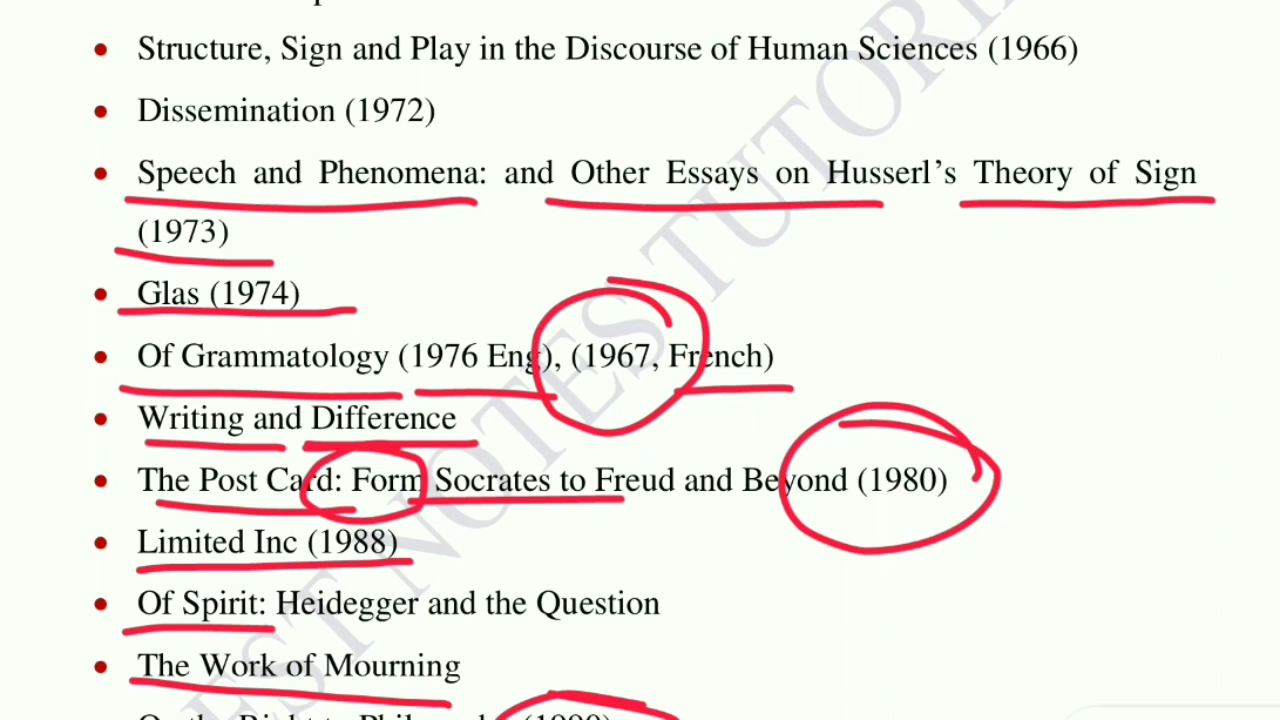 • Structure, Sign and Play in the Discourse of Human Sciences (1966)
• Dissemination (1972)
• Speech and Phenomena: and Other Essays on Husserl's Theory of Sign
(1973)
• Glas (1974)
• Of Grammatology (1976 Eng), (1967, French)
• Writing and Difference
• The Post Card: Form Socrates to Freud and Beyond (1980)
• Limited Inc (1988)
• Of Spirit: Heidegger and the Question
• The Work of Mourning
EST NOTES TUTORI